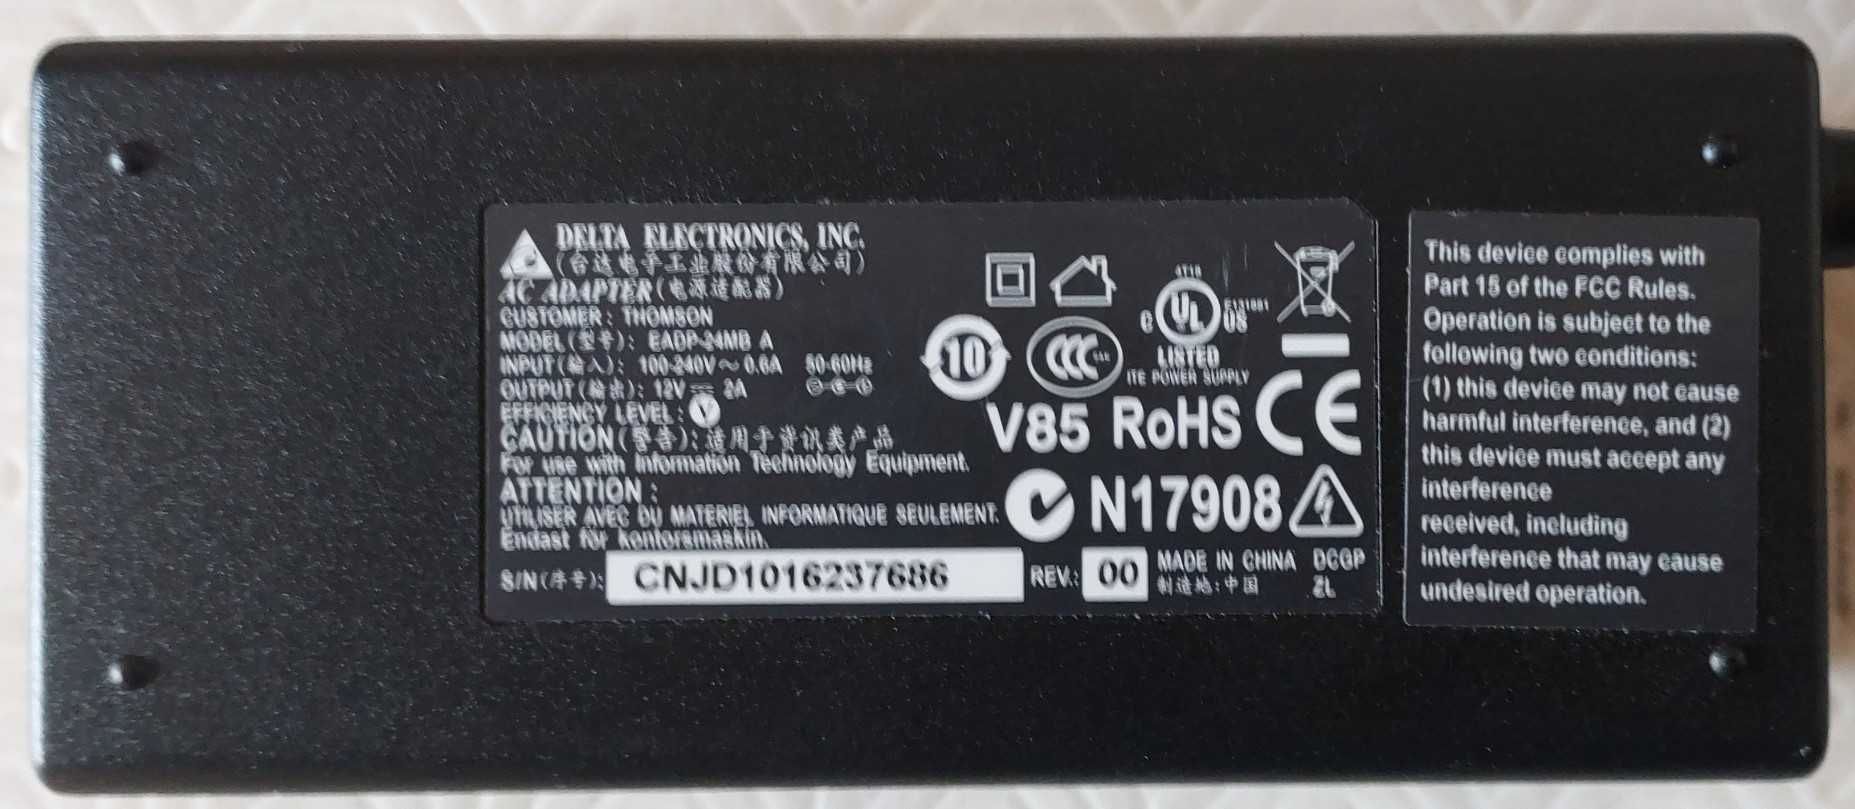 DELTA ELECTRONICS, INC.
(台达电子工业股份有限公司)
AC ADAPTER(电源适配器)
CUSTOMER: THOMSON
MODEL(型号): EADP-24MB A
INPUT(输入): 100-240V~0.6A 50-60Hz
OUTPUT(输出): 12V⎓2A
EFFICIENCY LEVEL: V
CAUTION(警告): 适用于资讯类产品
For use with Information Technology Equipment.
ATTENTION:
UTILISER AVEC DU MATERIEL INFORMATIQUE SEULEMENT.
Endast för kontorsmaskin.
S/N(序号): CNJD1016237686
REV.: 00
MADE IN CHINA DCGP
制造地:中国 ZL
4T18
C UL US E131881
LISTED
ITE POWER SUPPLY
10
CCC
V85 RoHS CE
N17908
This device complies with
Part 15 of the FCC Rules.
Operation is subject to the
following two conditions:
(1) this device may not cause
harmful interference, and (2)
this device must accept any
interference
received, including
interference that may cause
undesired operation.